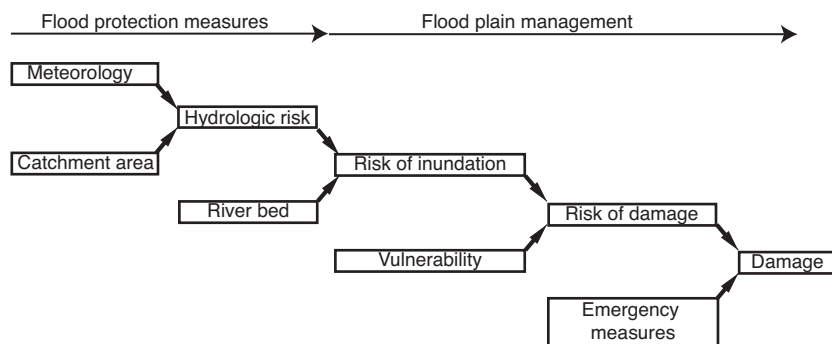 Flood protection measures
Flood plain management
Meteorology
Hydrologic risk
Catchment area
Risk of inundation
River bed
Risk of damage
Vulnerability
Damage
Emergency
measures